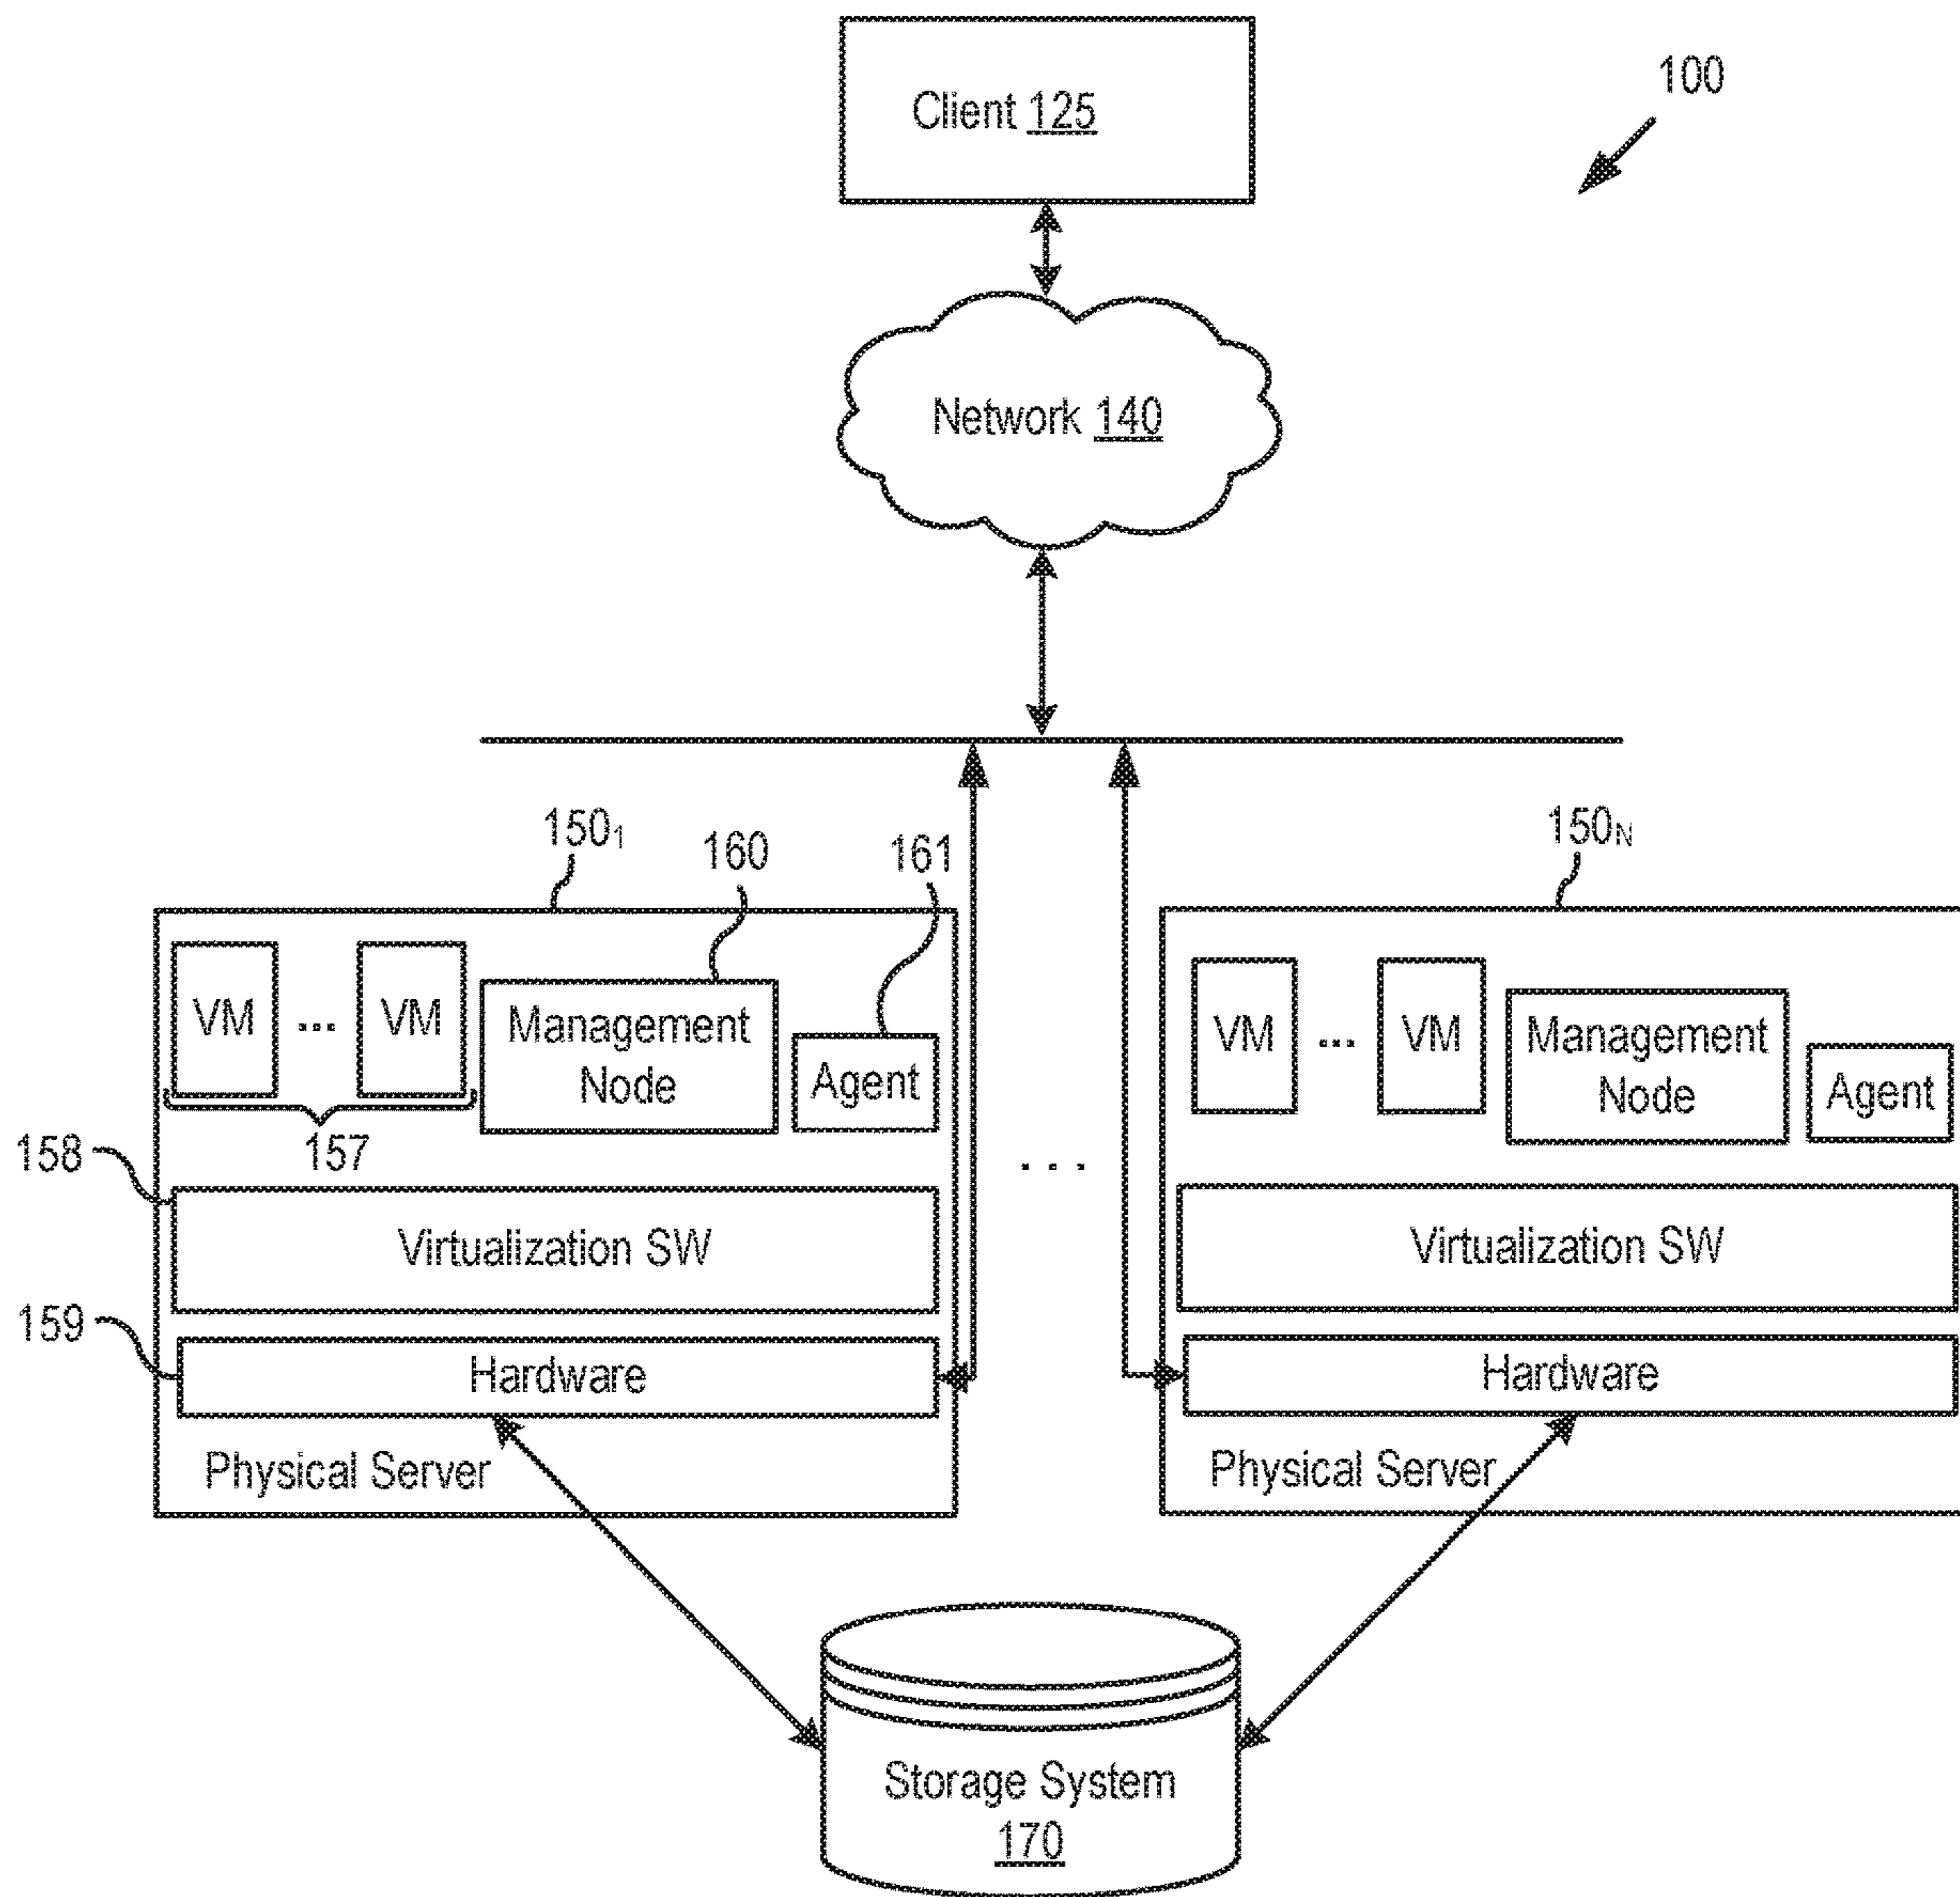 Client 125
100
Network 140
150₁
160
161
150N
VM ... VM
Management
Node
Agent
157
158
Virtualization SW
159
Hardware
Physical Server
...
VM ... VM
Management
Node
Agent
Virtualization SW
Hardware
Physical Server
Storage System
170